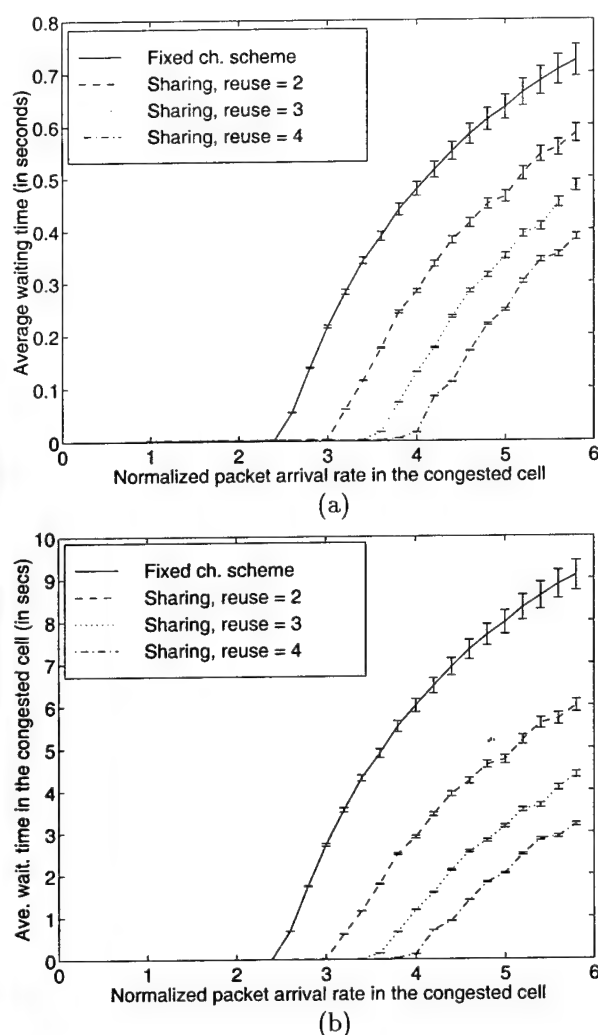 0.8
0.7
0.6
0.5
0.4
0.3
0.2
0.1
0
Average waiting time (in seconds)
Fixed ch. scheme
Sharing, reuse = 2
Sharing, reuse = 3
Sharing, reuse = 4
0 1 2 3 4 5 6
Normalized packet arrival rate in the congested cell
(a)
10
9
8
7
6
5
4
3
2
1
0
Ave. wait. time in the congested cell (in secs)
Fixed ch. scheme
Sharing, reuse = 2
Sharing, reuse = 3
Sharing, reuse = 4
0 1 2 3 4 5 6
Normalized packet arrival rate in the congested cell
(b)